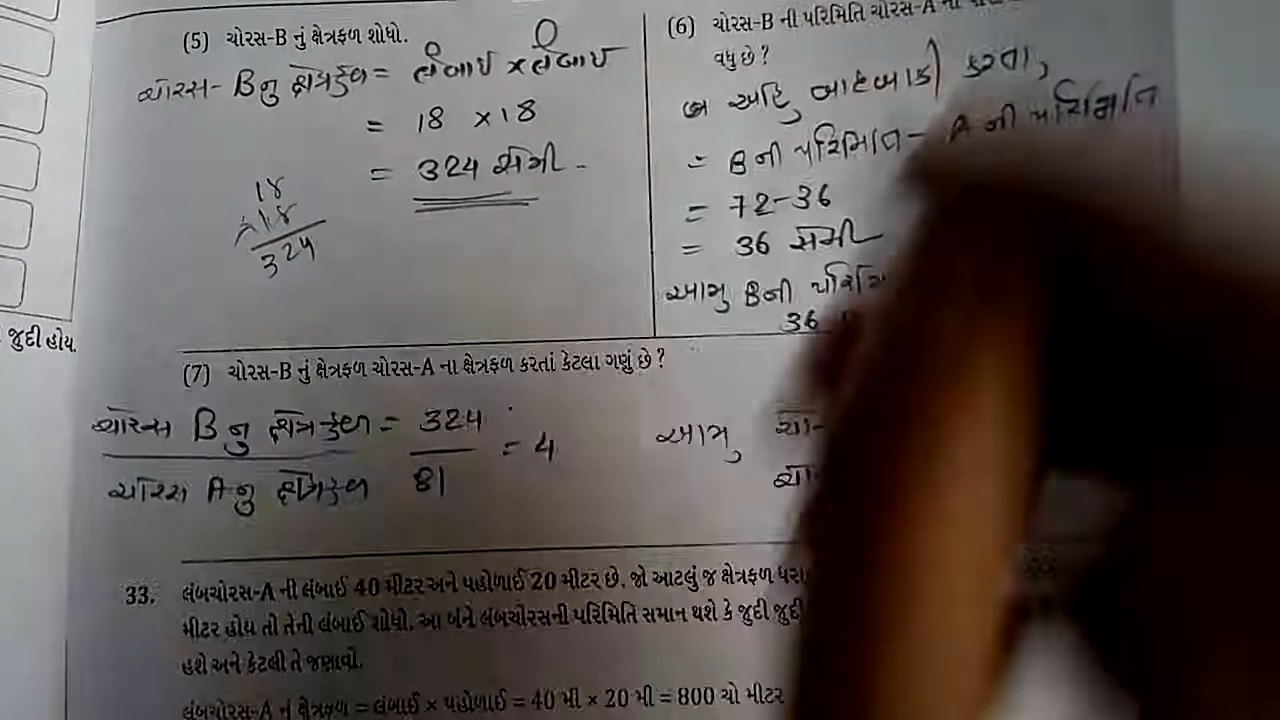 (5) ચોરસ-B નું ક્ષેત્રફળ શોધો.
ચોરસ- B નુ ક્ષેત્રફળ = લંબાઈ × લંબાઈ
= 18 × 18
= 324 સેમી
18
× 18
324
(6) ચોરસ-B ની પરિમિતિ ચોરસ-A ની
વધુ છે ?
અહિ બાદબાકી કરતા,
= B ની પરિમિતિ - A ની પરિમિતિ
= 72-36
= 36 સેમી
આમ B ની
36
જુદી હોય.
(7) ચોરસ-B નું ક્ષેત્રફળ ચોરસ-A ના ક્ષેત્રફળ કરતાં કેટલા ગણું છે ?
ચોરસ B નુ ક્ષેત્રફળ = 324
= 4
ચોરસ A નુ ક્ષેત્રફળ 81
આમ
33. લંબચોરસ-A ની લંબાઈ 40 મીટર અને પહોળાઈ 20 મીટર છે. જો આટલું જ ક્ષેત્રફળ
મીટર હોય તો તેની લંબાઈ શોધો. આ બંને લંબચોરસની પરિમિતિ સમાન થશે કે જુદી જુદી
હશે અને કેટલી તે જણાવો.
લંબચોરસ-A નું ક્ષેત્રફળ = લંબાઈ × પહોળાઈ = 40 મી × 20 મી = 800 ચો મીટર